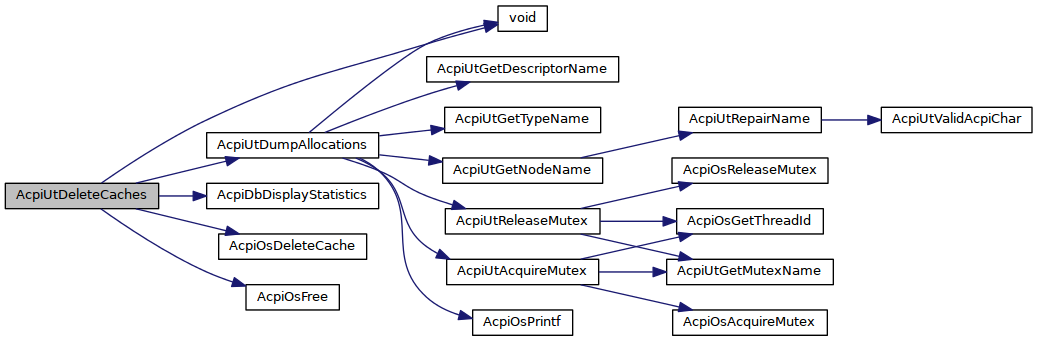 void
AcpiUtGetDescriptorName
AcpiUtGetTypeName
AcpiUtRepairName
AcpiUtValidAcpiChar
AcpiUtDumpAllocations
AcpiUtGetNodeName
AcpiOsReleaseMutex
AcpiUtDeleteCaches
AcpiDbDisplayStatistics
AcpiUtReleaseMutex
AcpiOsGetThreadId
AcpiOsDeleteCache
AcpiUtAcquireMutex
AcpiUtGetMutexName
AcpiOsFree
AcpiOsPrintf
AcpiOsAcquireMutex